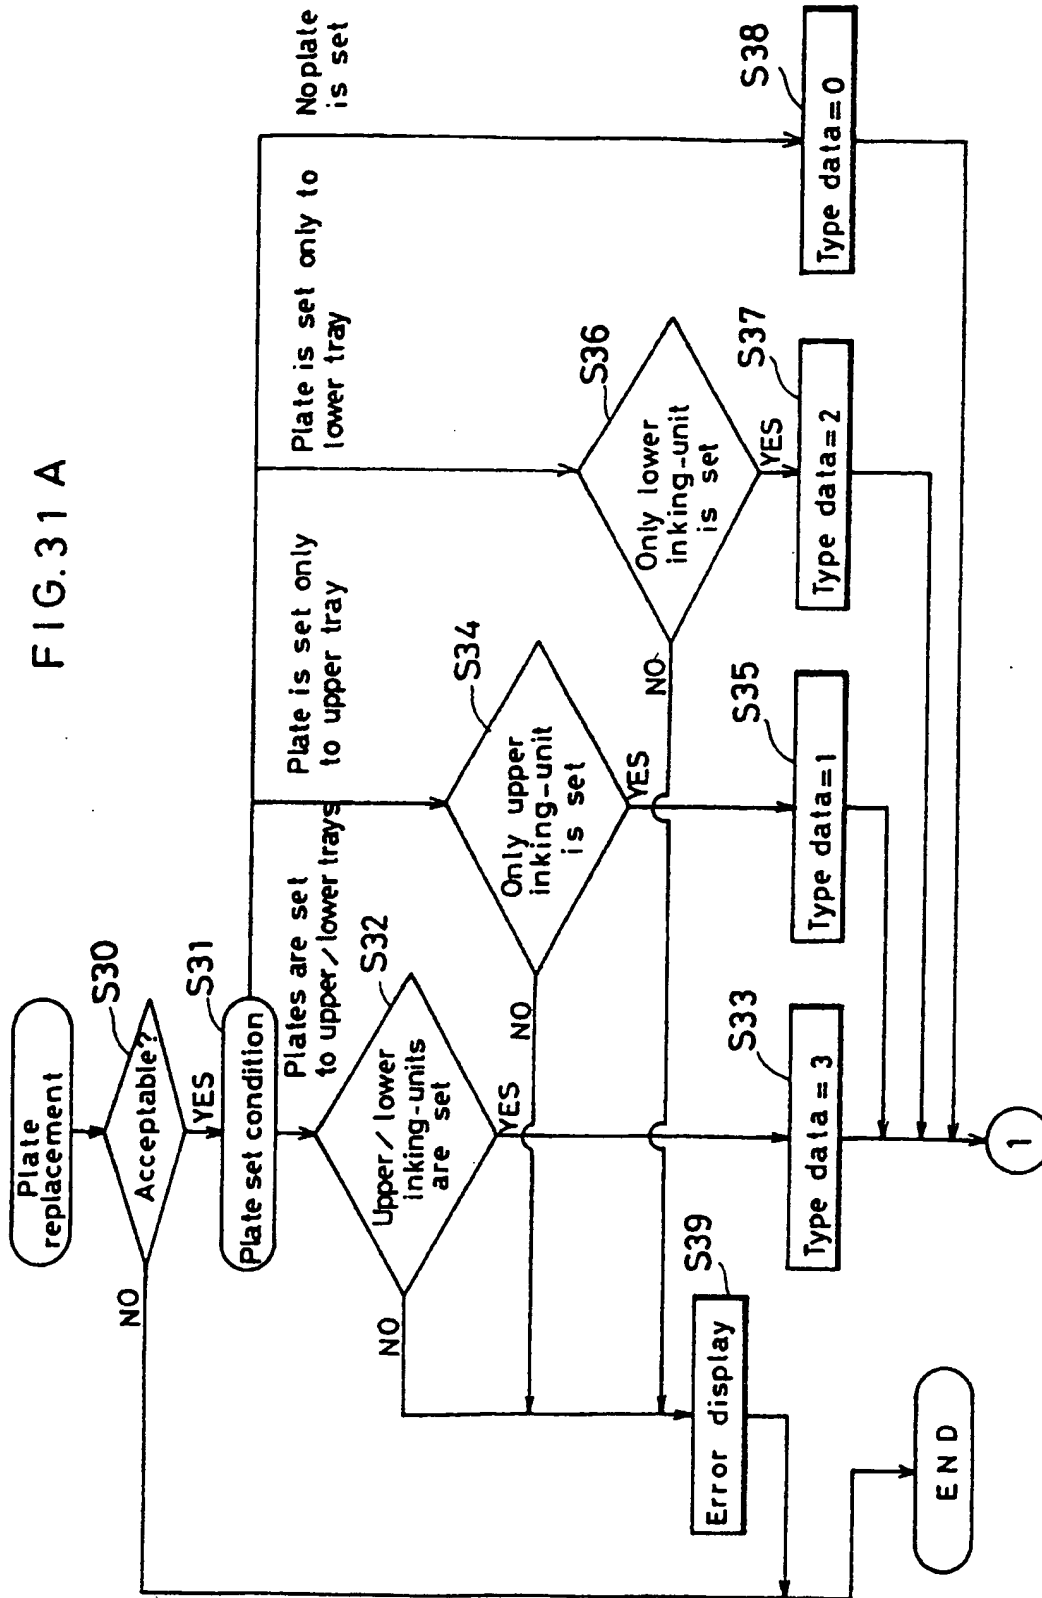 FIG.31 A
Plate
replacement
S30
Acceptable?
NO
YES
S31
Plate set condition
Plates are set
to upper/lower trays
Plate is set only
to upper tray
Plate is set only to
lower tray
Noplate
is set
S32
Upper/lower
inking-units
are set
NO
YES
S34
Only upper
inking-unit
is set
NO
YES
S36
Only lower
inking-unit
is set
NO
YES
S39
Error display
S33
Type data = 3
S35
Type data=1
S37
Type data=2
S38
Type data=0
END
1